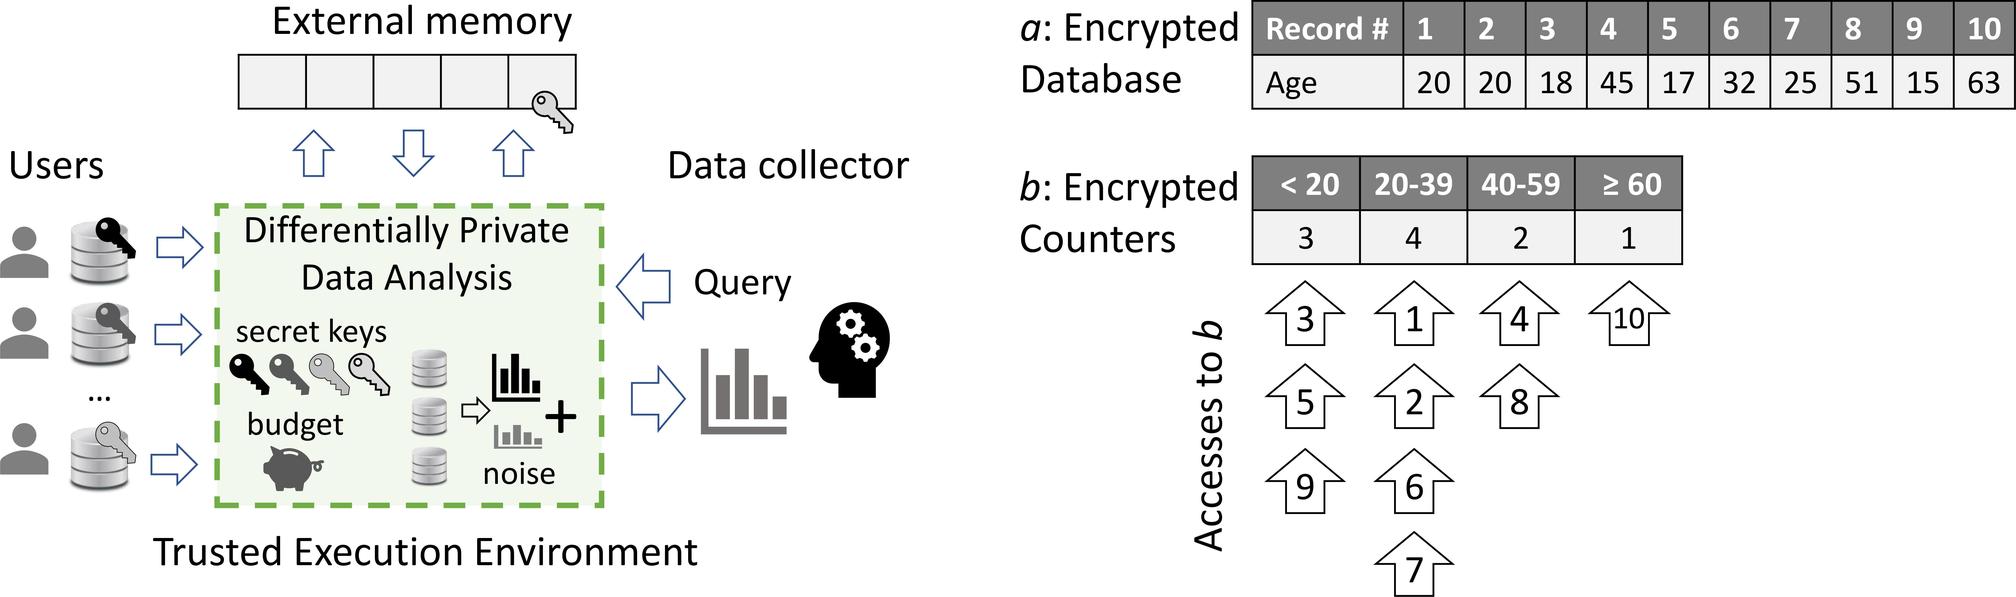 External memory
Users
Data collector
Differentially Private
Data Analysis
secret keys
budget
noise
Query
...
Trusted Execution Environment
a: Encrypted
Database
Record # 1 2 3 4 5 6 7 8 9 10
Age 20 20 18 45 17 32 25 51 15 63
b: Encrypted
Counters
< 20 20-39 40-59 ≥ 60
3 4 2 1
Accesses to b
3 1 4 10
5 2 8
9 6
7